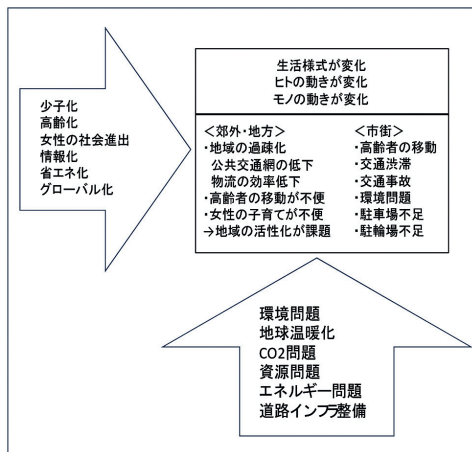 少子化
高齢化
女性の社会進出
情報化
省エネ化
グローバル化
生活様式が変化
ヒトの動きが変化
モノの動きが変化
＜郊外・地方＞
・地域の過疎化
公共交通網の低下
物流の効率低下
・高齢者の移動が不便
・女性の子育てが不便
→地域の活性化が課題
＜市街＞
・高齢者の移動
・交通渋滞
・交通事故
・環境問題
・駐車場不足
・駐輪場不足
環境問題
地球温暖化
CO2問題
資源問題
エネルギー問題
道路インフラ整備